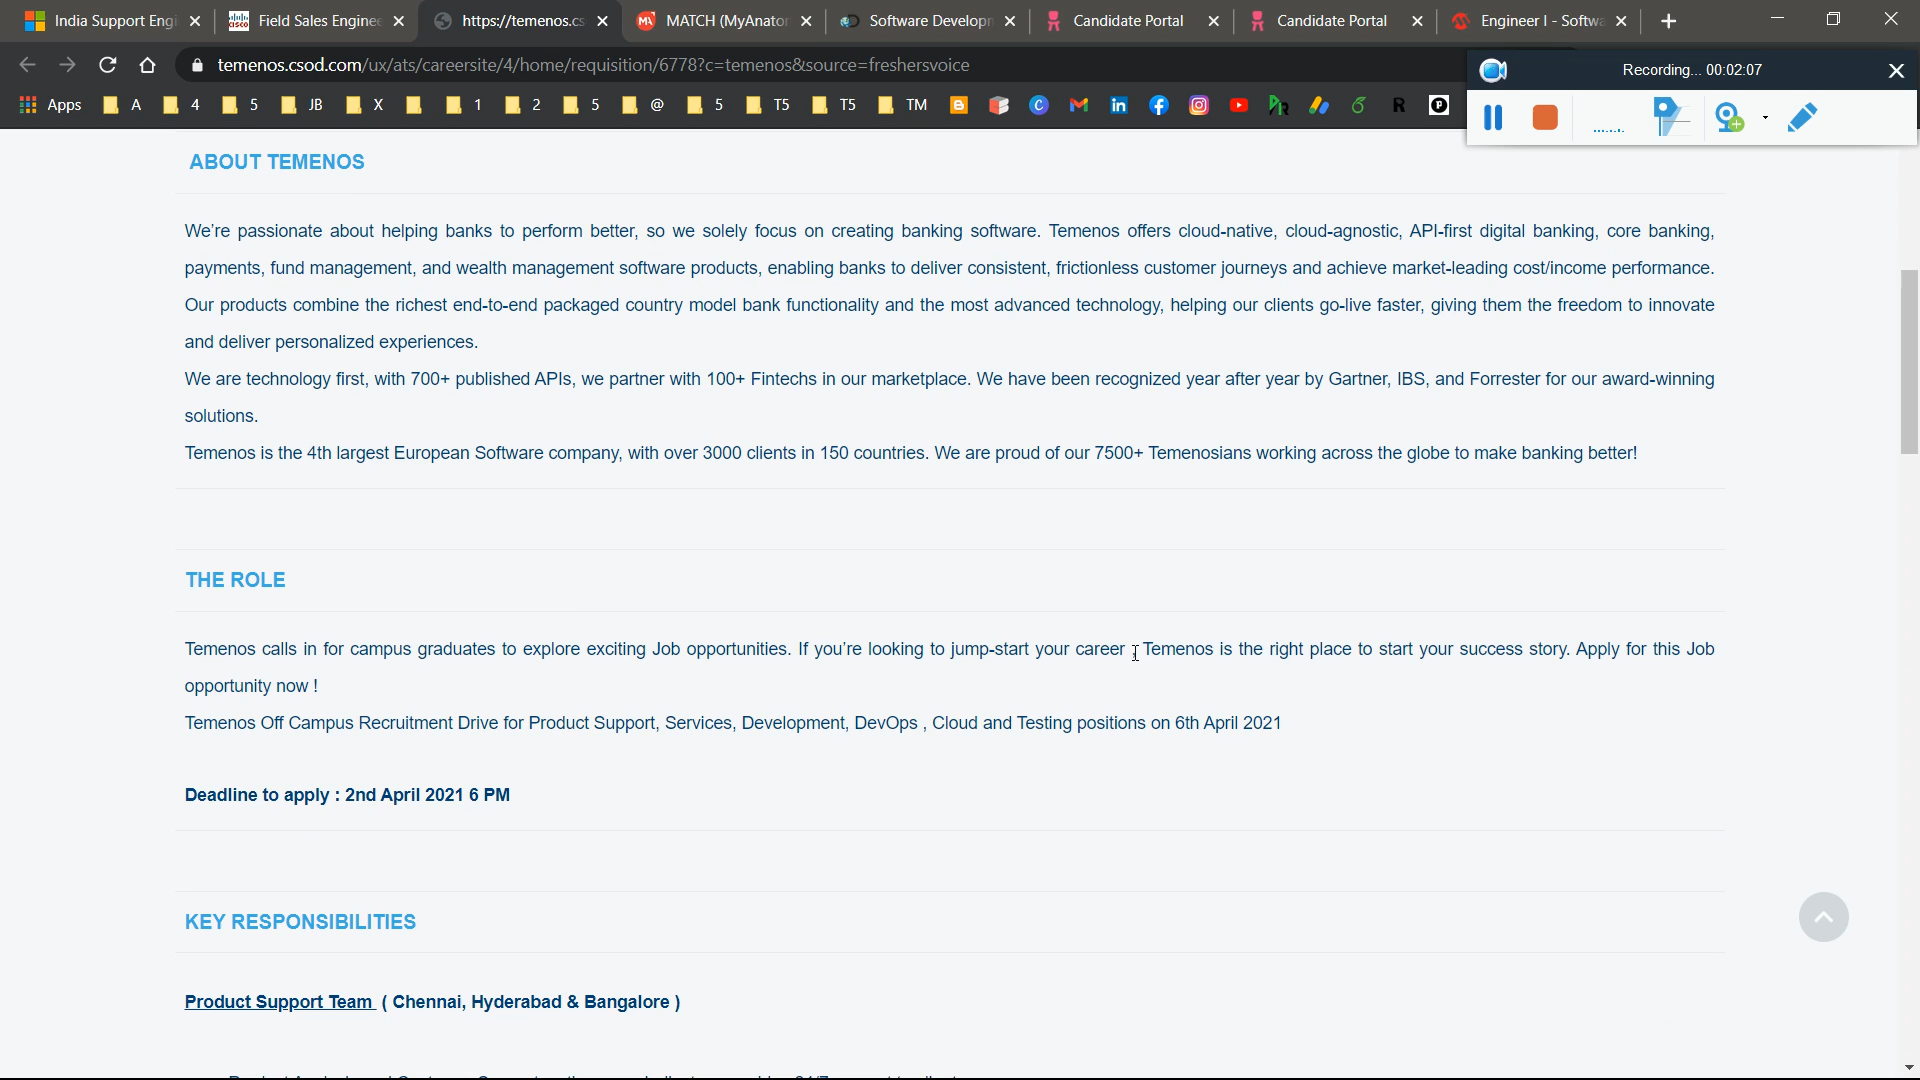 India Support Engi
Field Sales Enginee
https://temenos.cs
MATCH (MyAnator
Software Developn
Candidate Portal
Candidate Portal
Engineer I - Softwa
temenos.csod.com/ux/ats/careersite/4/home/requisition/6778?c=temenos&source=freshersvoice
Recording... 00:02:07
Apps A 4 5 JB X 1 2 5 @ 5 T5 T5 TM
ABOUT TEMENOS
We're passionate about helping banks to perform better, so we solely focus on creating banking software. Temenos offers cloud-native, cloud-agnostic, API-first digital banking, core banking,
payments, fund management, and wealth management software products, enabling banks to deliver consistent, frictionless customer journeys and achieve market-leading cost/income performance.
Our products combine the richest end-to-end packaged country model bank functionality and the most advanced technology, helping our clients go-live faster, giving them the freedom to innovate
and deliver personalized experiences.
We are technology first, with 700+ published APIs, we partner with 100+ Fintechs in our marketplace. We have been recognized year after year by Gartner, IBS, and Forrester for our award-winning
solutions.
Temenos is the 4th largest European Software company, with over 3000 clients in 150 countries. We are proud of our 7500+ Temenosians working across the globe to make banking better!
THE ROLE
Temenos calls in for campus graduates to explore exciting Job opportunities. If you're looking to jump-start your career , Temenos is the right place to start your success story. Apply for this Job
opportunity now !
Temenos Off Campus Recruitment Drive for Product Support, Services, Development, DevOps , Cloud and Testing positions on 6th April 2021
Deadline to apply : 2nd April 2021 6 PM
KEY RESPONSIBILITIES
Product Support Team ( Chennai, Hyderabad & Bangalore )